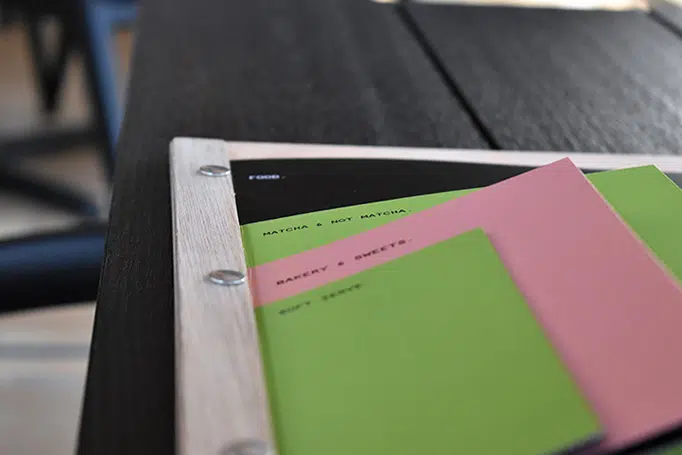 FOOD.
MATCHA & NOT MATCHA.
BAKERY & SWEETS.
SOFT SERVE